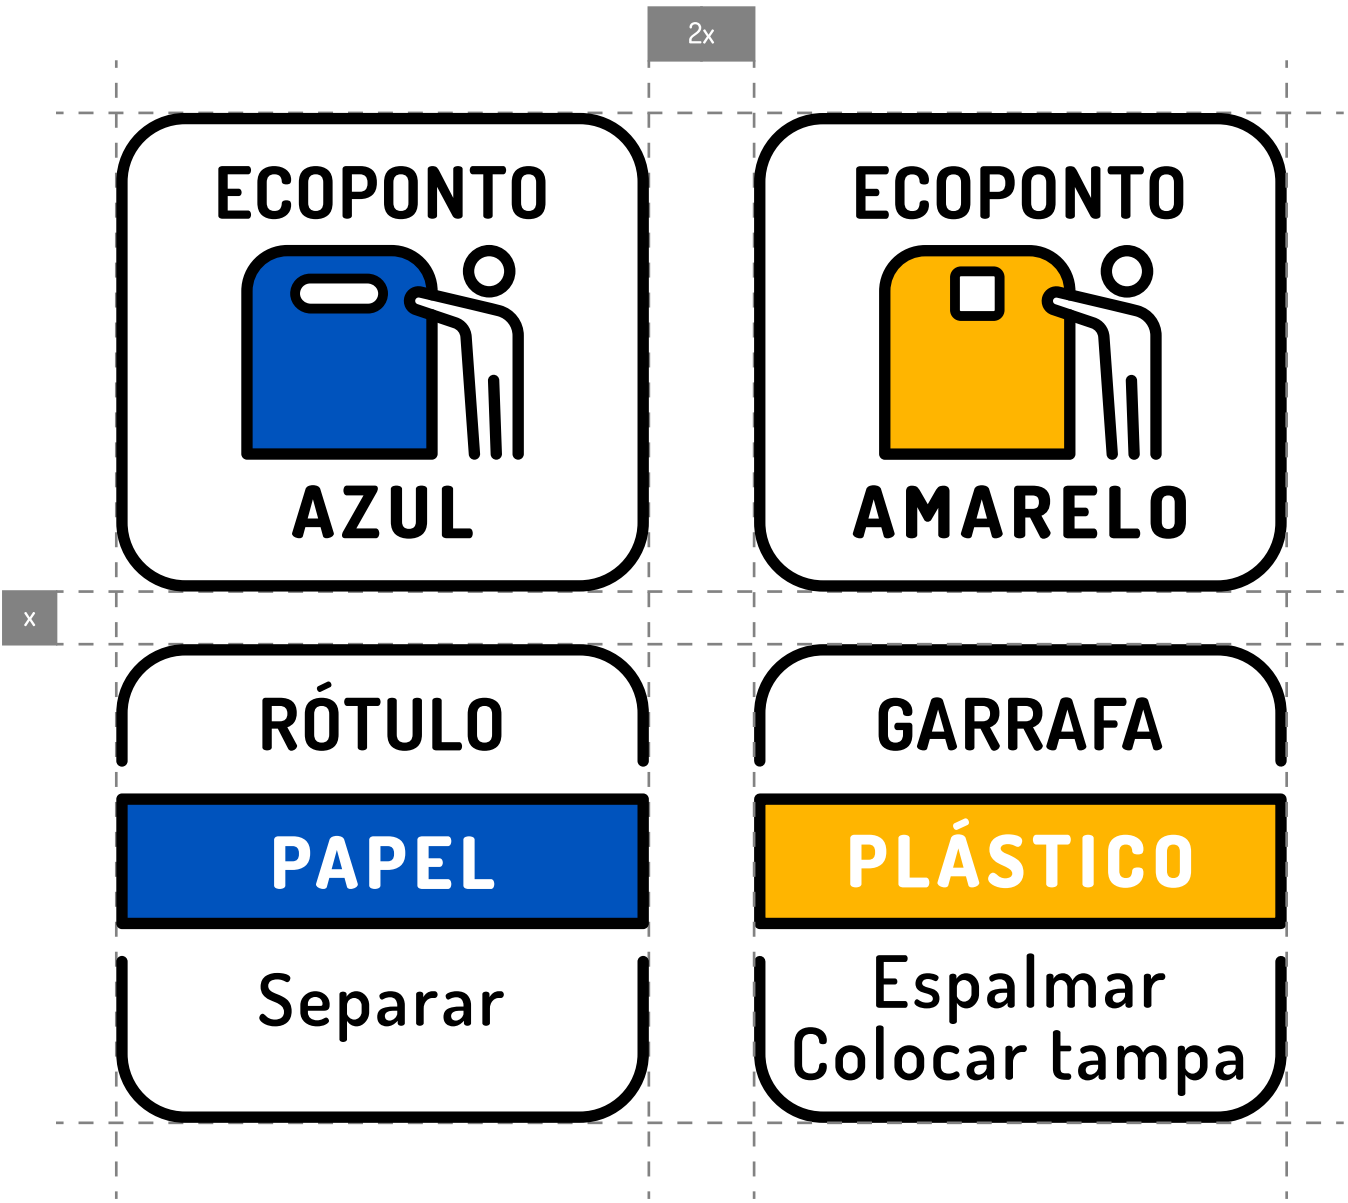 2x
ECOPONTO
AZUL
ECOPONTO
AMARELO
x
RÓTULO
PAPEL
Separar
GARRAFA
PLÁSTICO
Espalmar
Colocar tampa